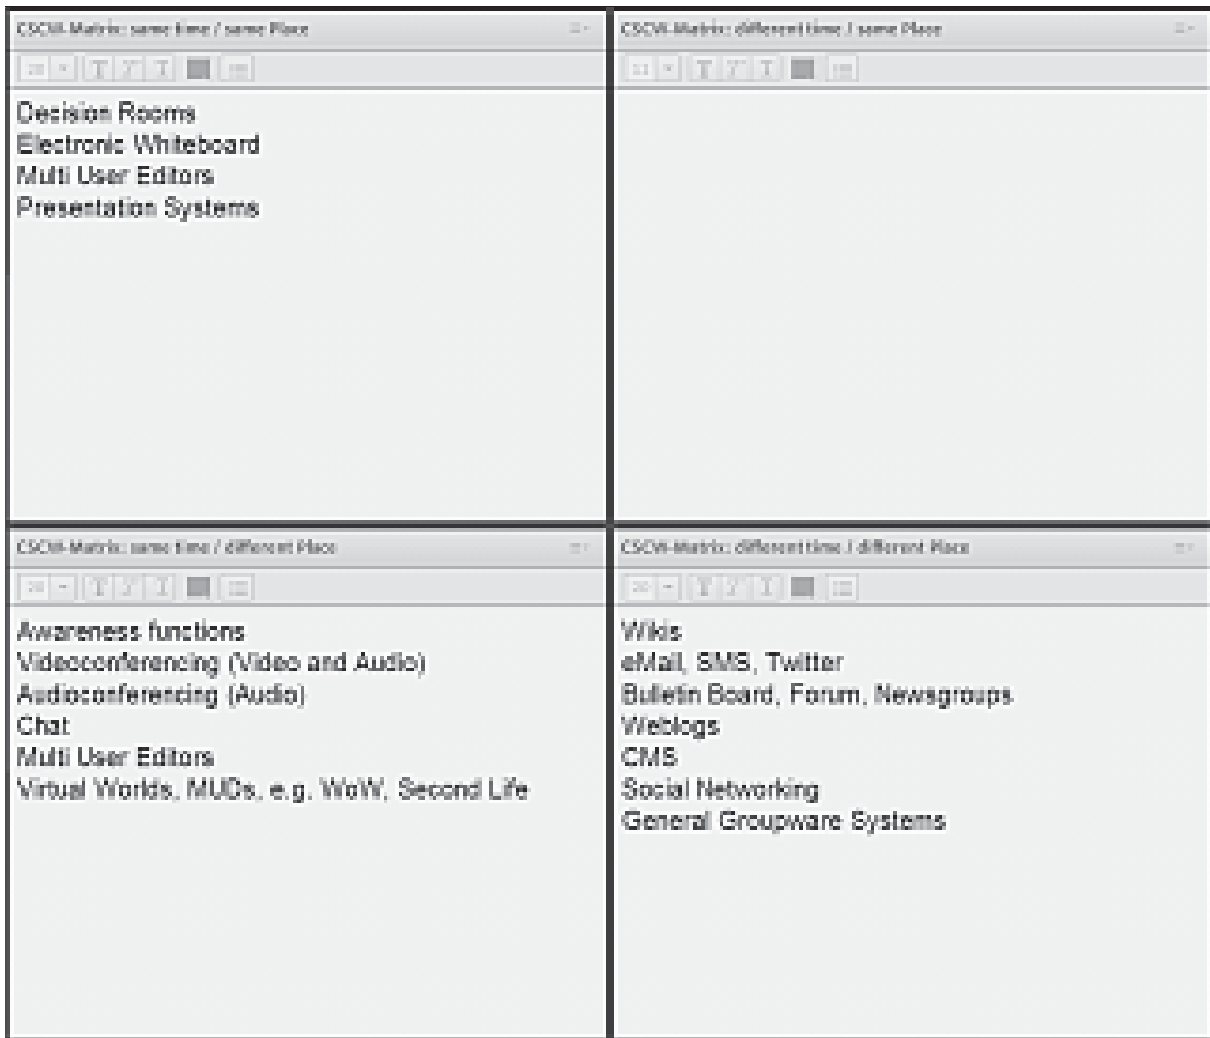 CSCW-Matrix: same time / same Place
Decision Rooms
Electronic Whiteboard
Multi User Editors
Presentation Systems
CSCW-Matrix: different time / same Place
CSCW-Matrix: same time / different Place
Awareness functions
Videoconferencing (Video and Audio)
Audioconferencing (Audio)
Chat
Multi User Editors
Virtual Worlds, MUDs, e.g. WoW, Second Life
CSCW-Matrix: different time / different Place
Wikis
eMail, SMS, Twitter
Bulletin Board, Forum, Newsgroups
Weblogs
CMS
Social Networking
General Groupware Systems